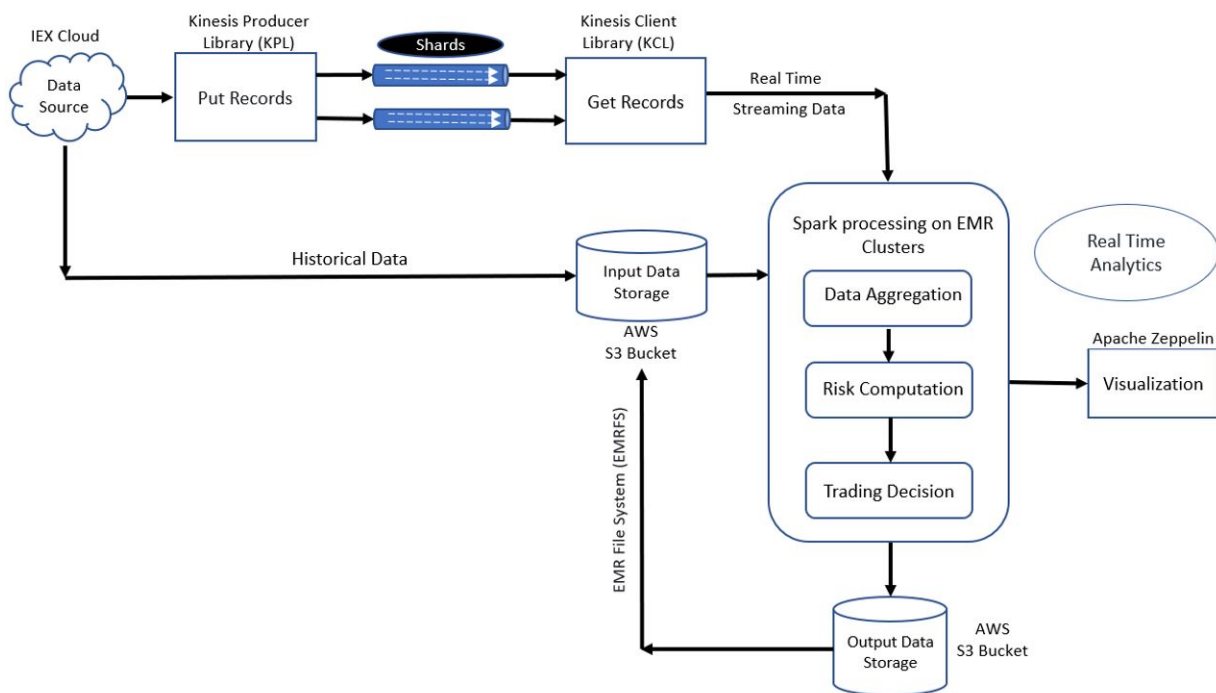 IEX Cloud
Data
Source
Kinesis Producer
Library (KPL)
Put Records
Shards
Kinesis Client
Library (KCL)
Get Records
Real Time
Streaming Data
Historical Data
Input Data
Storage
AWS
S3 Bucket
Spark processing on EMR
Clusters
Data Aggregation
Risk Computation
Trading Decision
Real Time
Analytics
Apache Zeppelin
Visualization
EMR File System (EMRFS)
Output Data
Storage
AWS
S3 Bucket